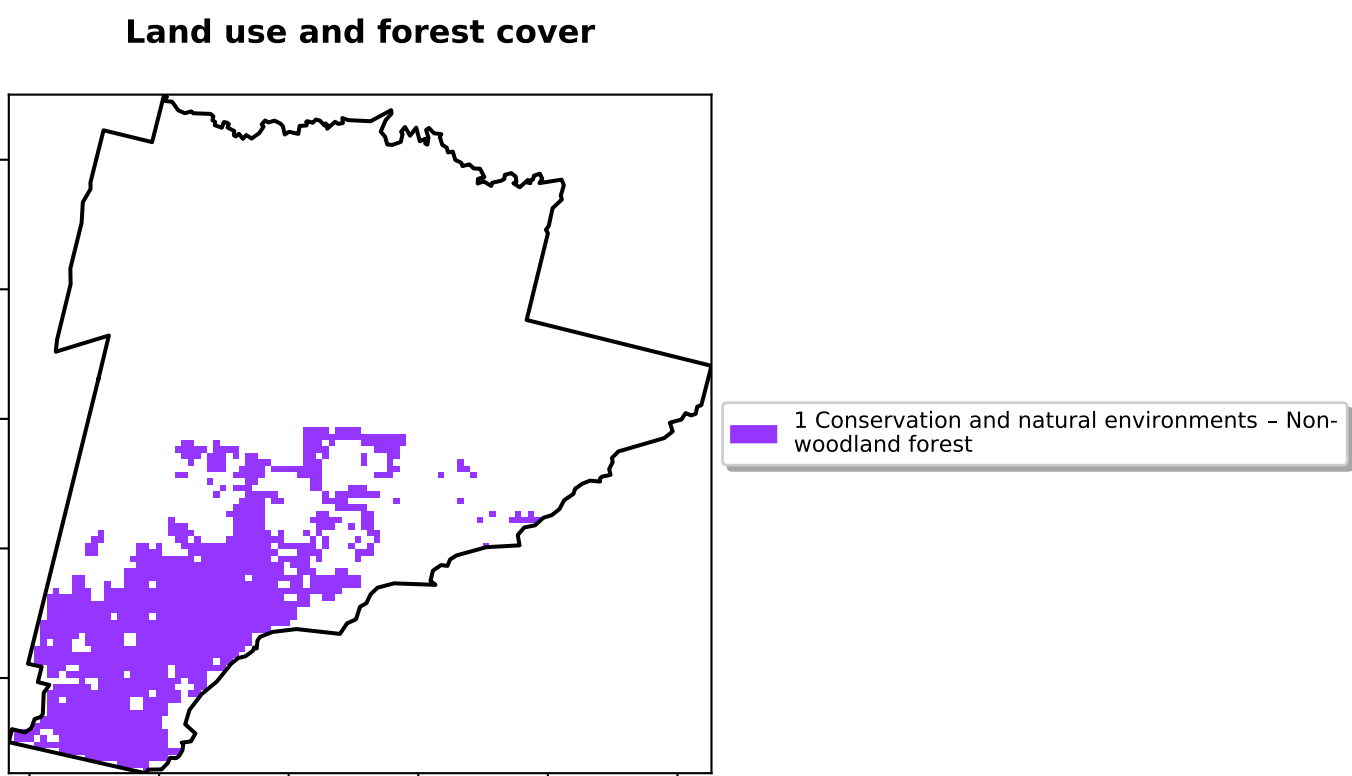 Land use and forest cover
1 Conservation and natural environments – Non-
woodland forest